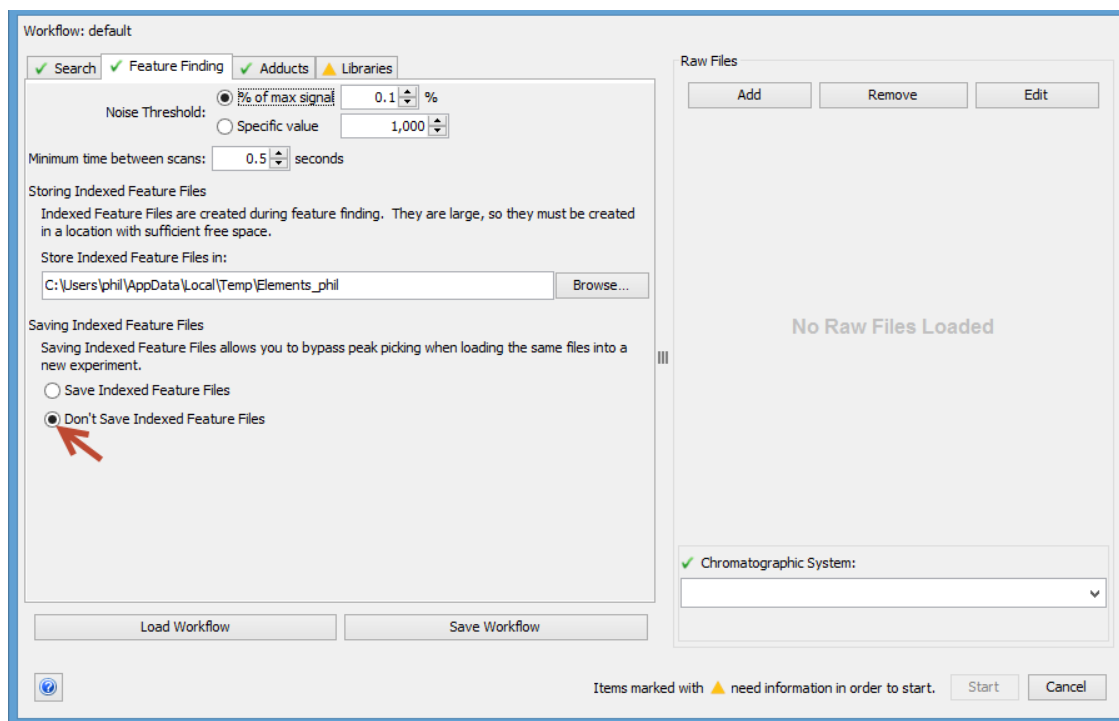 Workflow: default
Search
Feature Finding
Adducts
Libraries
Noise Threshold:
% of max signal
0.1
%
Specific value
1,000
Minimum time between scans:
0.5
seconds
Storing Indexed Feature Files
Indexed Feature Files are created during feature finding. They are large, so they must be created
in a location with sufficient free space.
Store Indexed Feature Files in:
C:\Users\phil\AppData\Local\Temp\Elements_phil
Browse...
Saving Indexed Feature Files
Saving Indexed Feature Files allows you to bypass peak picking when loading the same files into a
new experiment.
Save Indexed Feature Files
Don't Save Indexed Feature Files
Load Workflow
Save Workflow
Raw Files
Add
Remove
Edit
No Raw Files Loaded
Chromatographic System:
?
Items marked with need information in order to start.
Start
Cancel